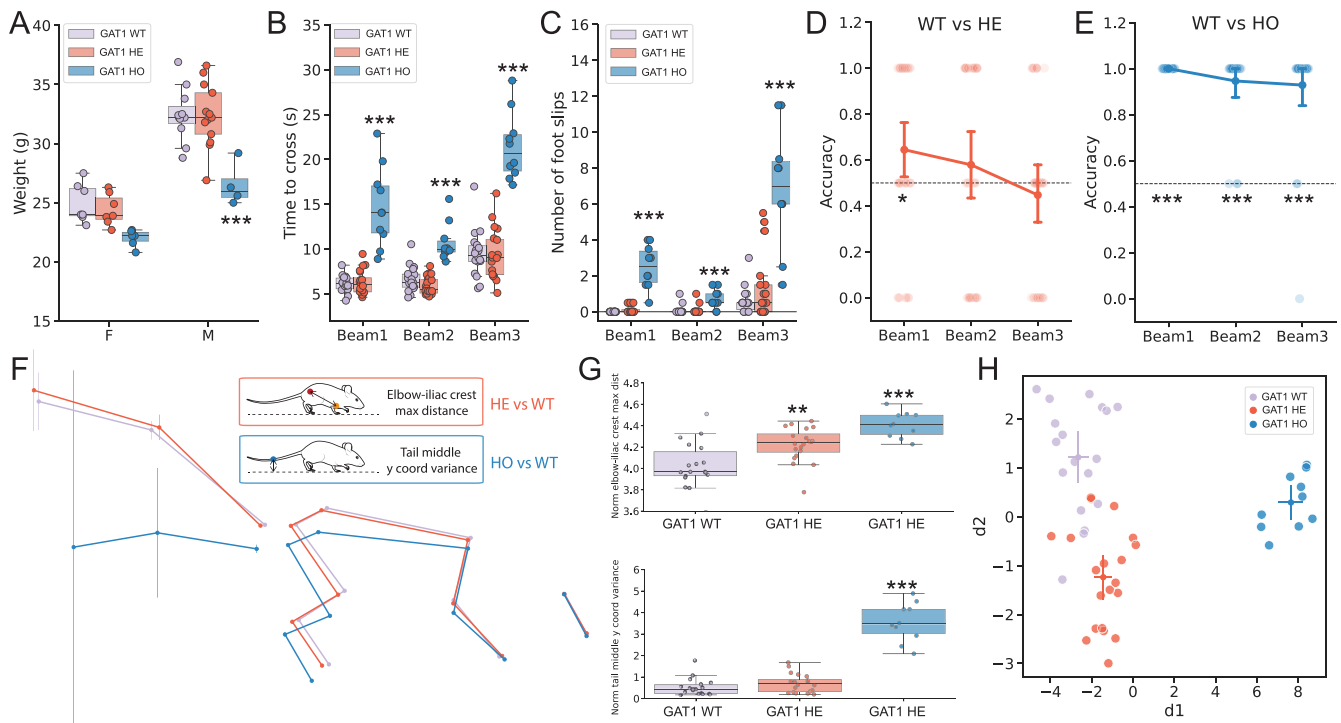 A
Weight (g)
40
35
30
25
20
15
GAT1 WT
GAT1 HE
GAT1 HO
***
F
M
B
Time to cross (s)
35
30
25
20
15
10
5
GAT1 WT
GAT1 HE
GAT1 HO
***
***
***
Beam1
Beam2
Beam3
C
Number of foot slips
16
14
12
10
8
6
4
2
0
GAT1 WT
GAT1 HE
GAT1 HO
***
***
***
Beam1
Beam2
Beam3
D
WT vs HE
Accuracy
1.0
0.8
0.6
0.4
0.2
0.0
*
Beam1
Beam2
Beam3
E
WT vs HO
Accuracy
1.0
0.8
0.6
0.4
0.2
0.0
***
***
***
Beam1
Beam2
Beam3
F
Elbow-iliac crest
max distance
HE vs WT
Tail middle
y coord variance
HO vs WT
G
Norm elbow-iliac crest max dist
4.8
4.6
4.4
4.2
4.0
3.8
3.6
**
***
GAT1 WT
GAT1 HE
GAT1 HE
Norm tail middle y coord variance
6
5
4
3
2
1
0
***
GAT1 WT
GAT1 HE
GAT1 HE
H
d2
2
1
0
−1
−2
−3
GAT1 WT
GAT1 HE
GAT1 HO
−4
−2
0
2
4
6
8
d1